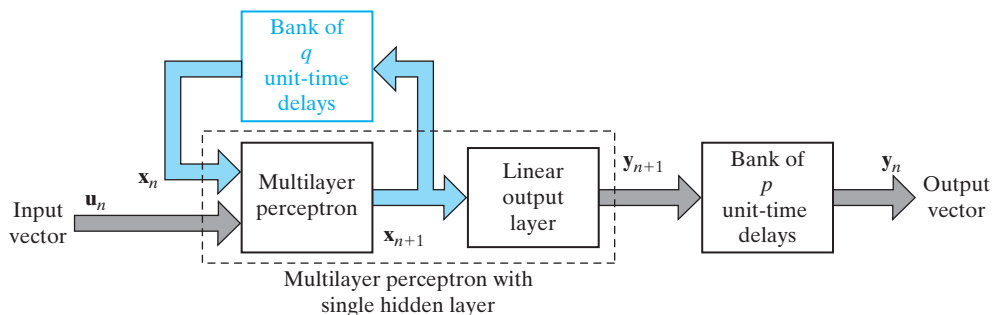 Bank of
q
unit-time
delays
x_n
u_n
Input
vector
Multilayer
perceptron
x_{n+1}
Linear
output
layer
y_{n+1}
Bank of
p
unit-time
delays
y_n
Output
vector
Multilayer perceptron with
single hidden layer